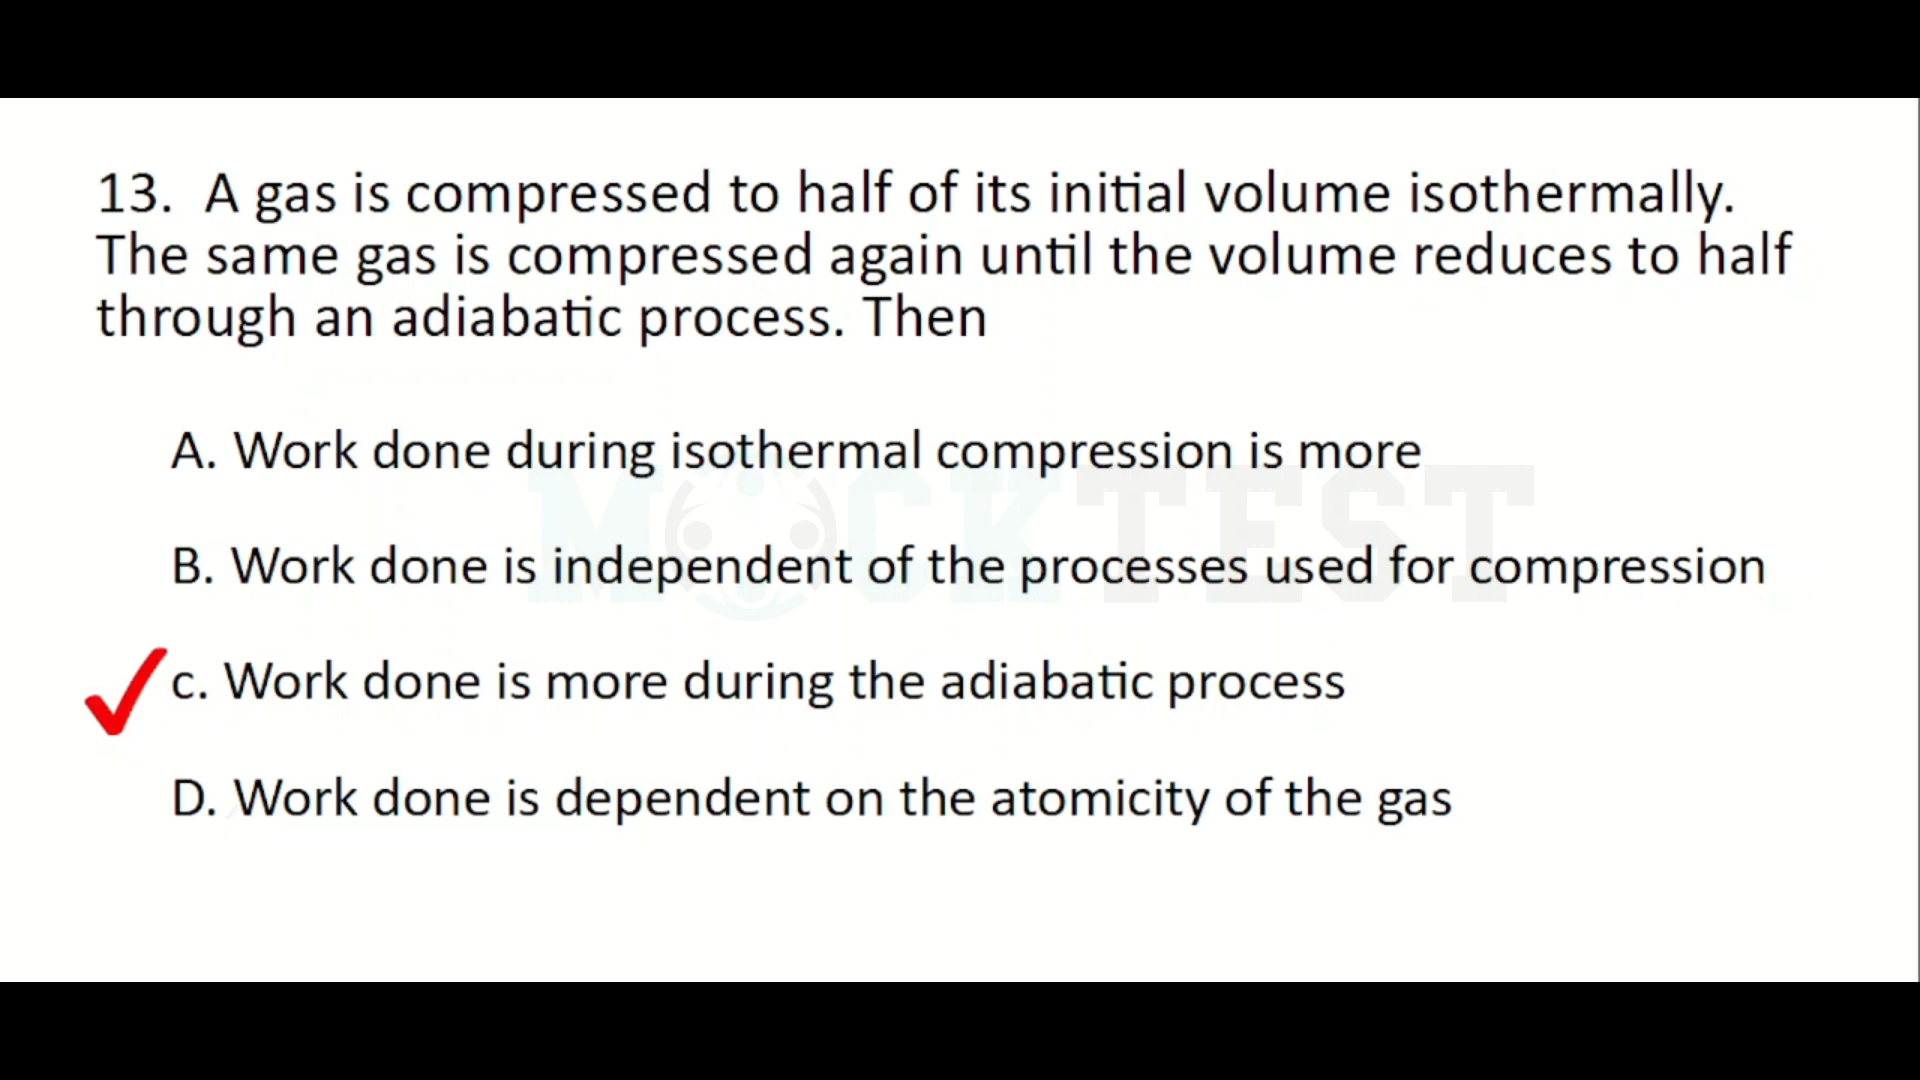 13.  A gas is compressed to half of its initial volume isothermally.
The same gas is compressed again until the volume reduces to half
through an adiabatic process. Then
A. Work done during isothermal compression is more
MOCKTEST
B. Work done is independent of the processes used for compression
c. Work done is more during the adiabatic process
D. Work done is dependent on the atomicity of the gas